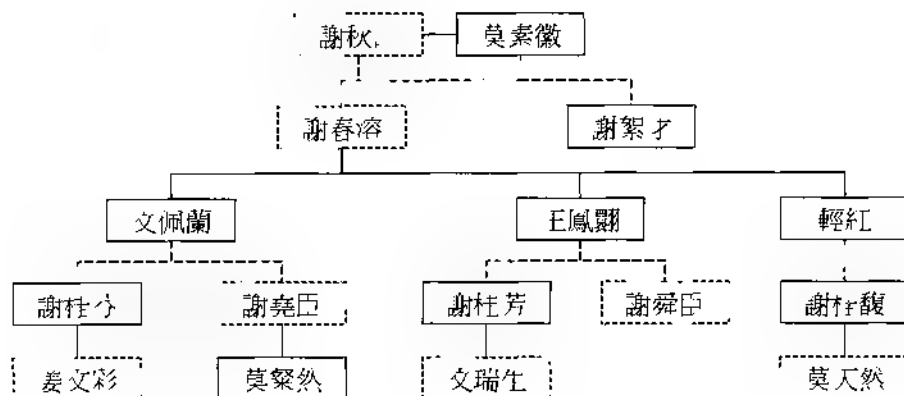 謝秋 莫素徽
謝春溶 謝絮才
文佩蘭 王鳳翾 輕紅
謝桂 謝堯臣 謝桂芳 謝舜臣 謝桂馥
姜文彩 莫粲然 文瑞生 莫天然